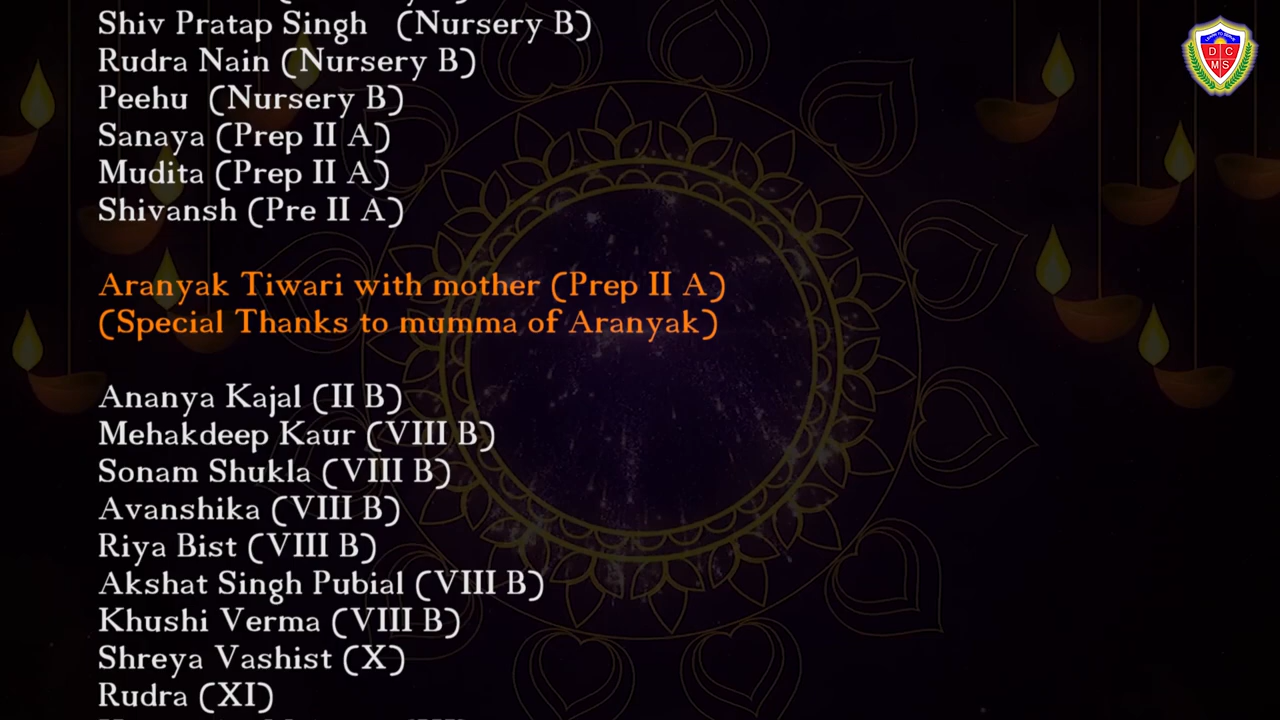 Shiv Pratap Singh (Nursery B)
Rudra Nain (Nursery B)
Peehu (Nursery B)
Sanaya (Prep II A)
Mudita (Prep II A)
Shivansh (Pre II A)
Aranyak Tiwari with mother (Prep II A)
(Special Thanks to mumma of Aranyak)
Ananya Kajal (II B)
Mehakdeep Kaur (VIII B)
Sonam Shukla (VIII B)
Avanshika (VIII B)
Riya Bist (VIII B)
Akshat Singh Pubial (VIII B)
Khushi Verma (VIII B)
Shreya Vashist (X)
Rudra (XI)
D C
M S